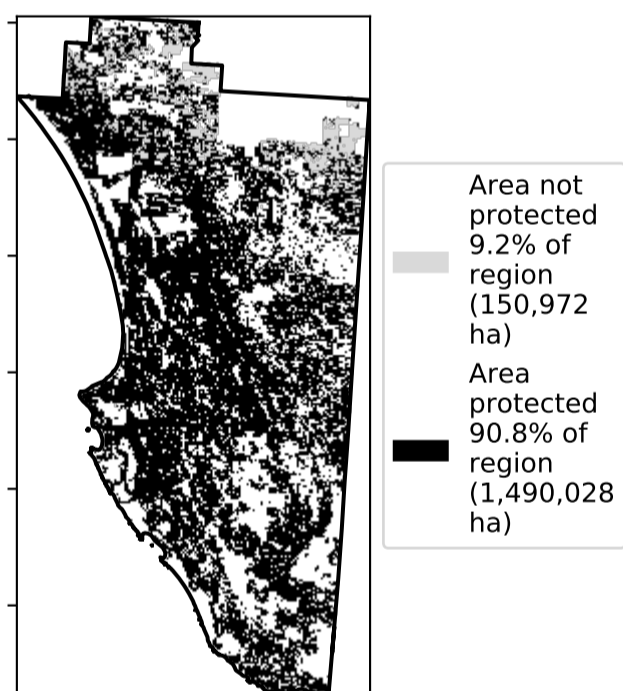 Area not
protected
9.2% of
region
(150,972
ha)
Area
protected
90.8% of
region
(1,490,028
ha)